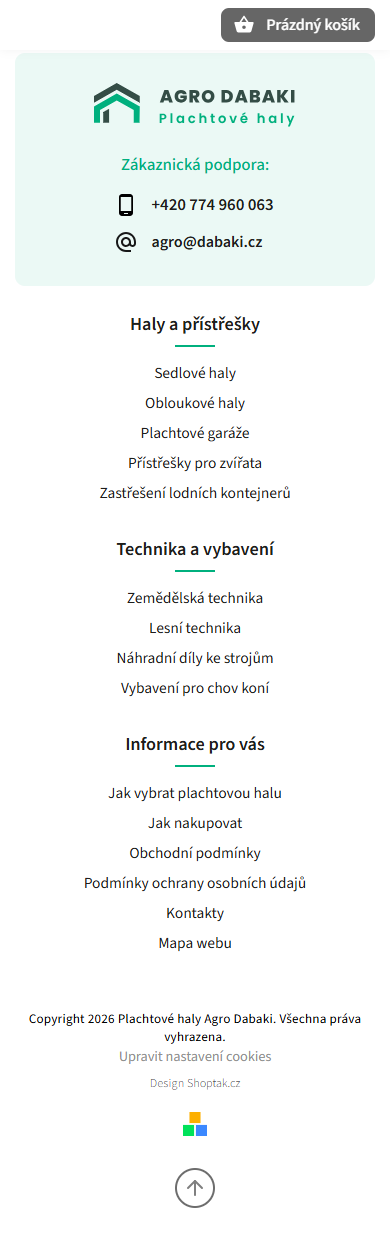 Prázdný košík
AGRO DABAKI
Plachtové haly
Zákaznická podpora:
+420 774 960 063
agro@dabaki.cz
Haly a přístřešky
Sedlové haly
Obloukové haly
Plachtové garáže
Přístřešky pro zvířata
Zastřešení lodních kontejnerů
Technika a vybavení
Zemědělská technika
Lesní technika
Náhradní díly ke strojům
Vybavení pro chov koní
Informace pro vás
Jak vybrat plachtovou halu
Jak nakupovat
Obchodní podmínky
Podmínky ochrany osobních údajů
Kontakty
Mapa webu
Copyright 2026 Plachtové haly Agro Dabaki. Všechna práva
vyhrazena.
Upravit nastavení cookies
Design Shoptak.cz